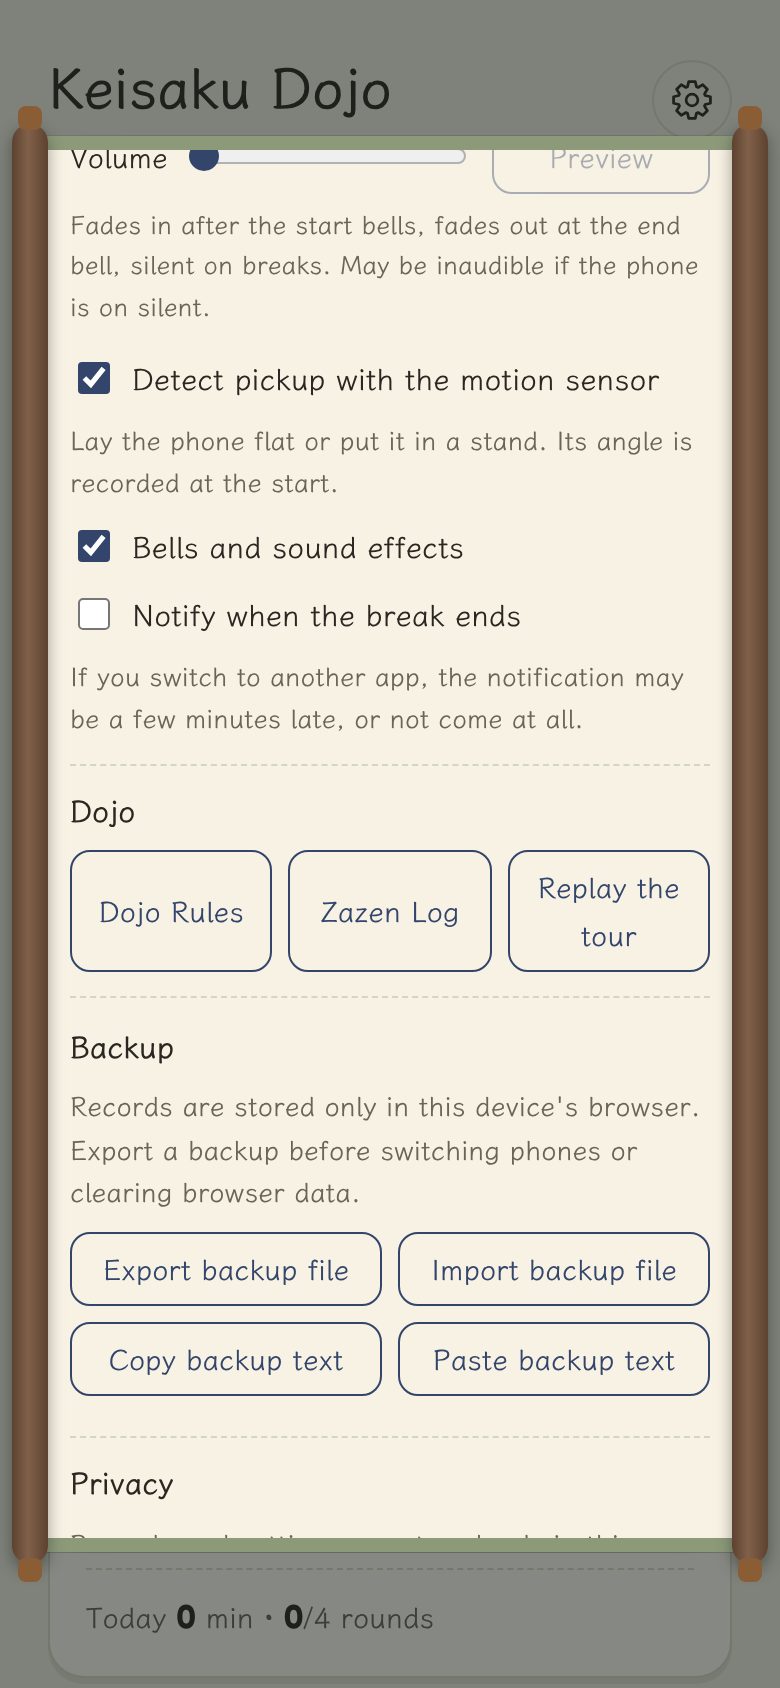 Keisaku Dojo
Volume
Preview
Fades in after the start bells, fades out at the end
bell, silent on breaks. May be inaudible if the phone
is on silent.
Detect pickup with the motion sensor
Lay the phone flat or put it in a stand. Its angle is
recorded at the start.
Bells and sound effects
Notify when the break ends
If you switch to another app, the notification may
be a few minutes late, or not come at all.
Dojo
Dojo Rules
Zazen Log
Replay the
tour
Backup
Records are stored only in this device's browser.
Export a backup before switching phones or
clearing browser data.
Export backup file
Import backup file
Copy backup text
Paste backup text
Privacy
Today 0 min • 0/4 rounds